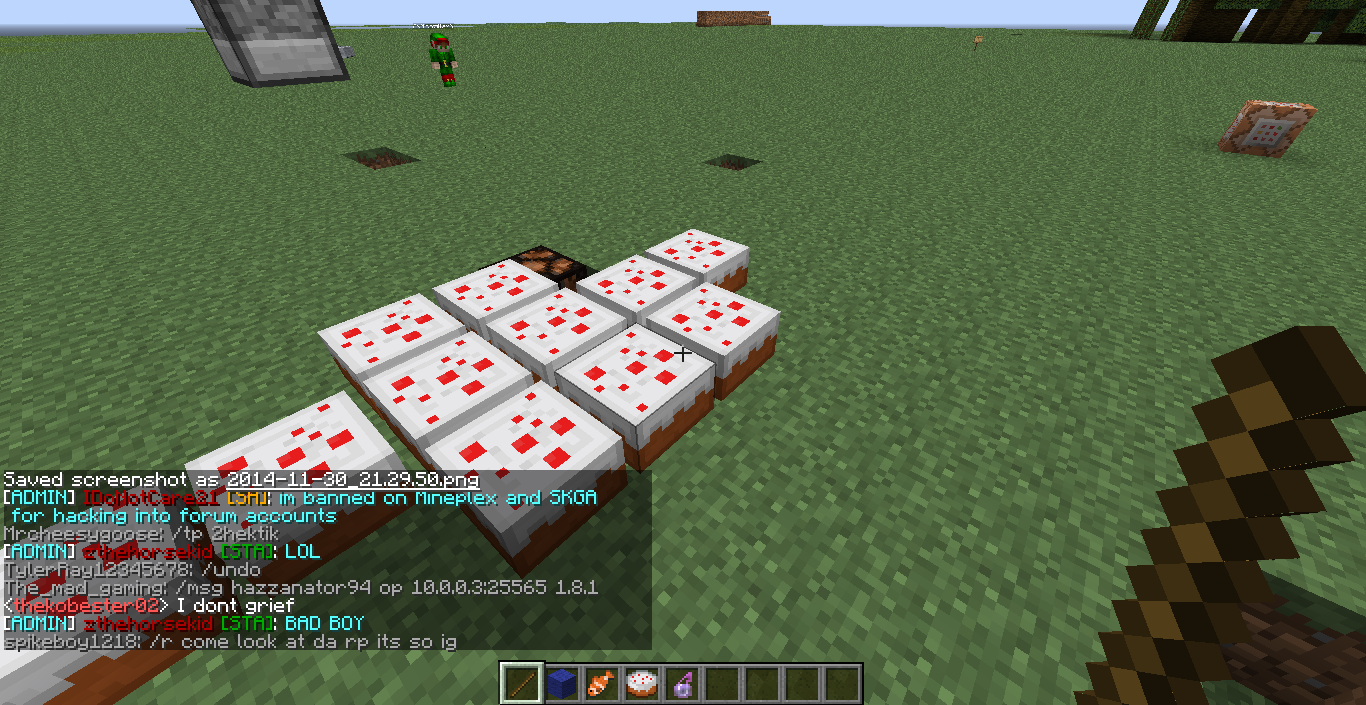 Saved screenshot as 2014-11-30_21.29.50.png
[ADMIN] IDoNotCare21 [SA]: im banned on Mineplex and SKGA
for hacking into forum accounts
Mrcheesygoose: /tp 2hektik
[ADMIN] zthehorsekid [STA]: LOL
TylerRay12345678: /undo
The_mad_gaming: /msg hazzanator94 op 10.0.0.3:25565 1.8.1
<thekobester02> I dont grief
[ADMIN] zthehorsekid [STA]: BAD BOY
spikeboy1218: /r come look at da rp its so ig